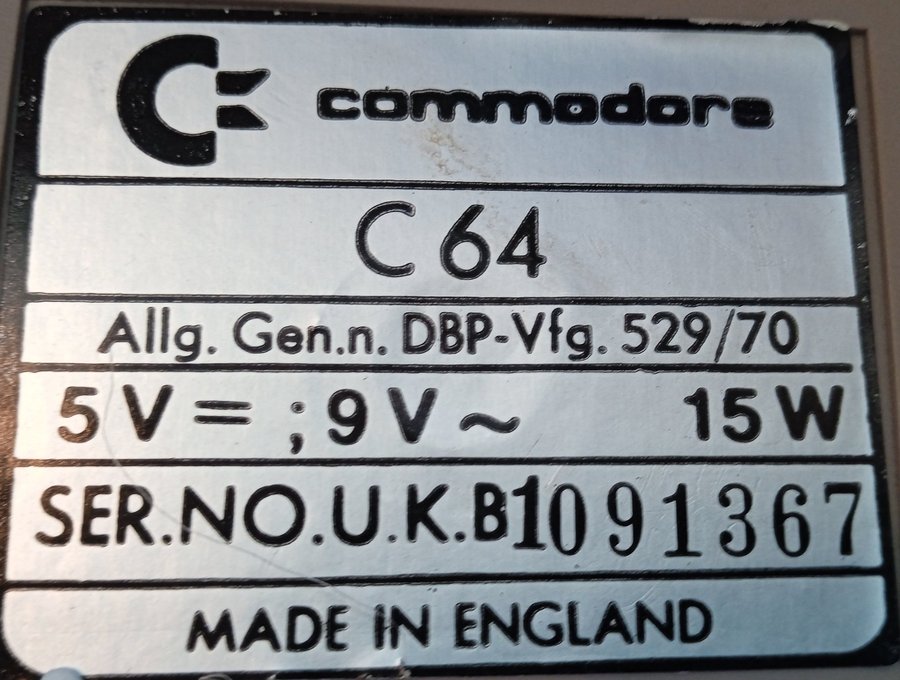 commodore
C 64
Allg. Gen.n. DBP-Vfg. 529/70
5 V = ; 9 V ~ 15 W
SER.NO.U.K.B1091367
MADE IN ENGLAND